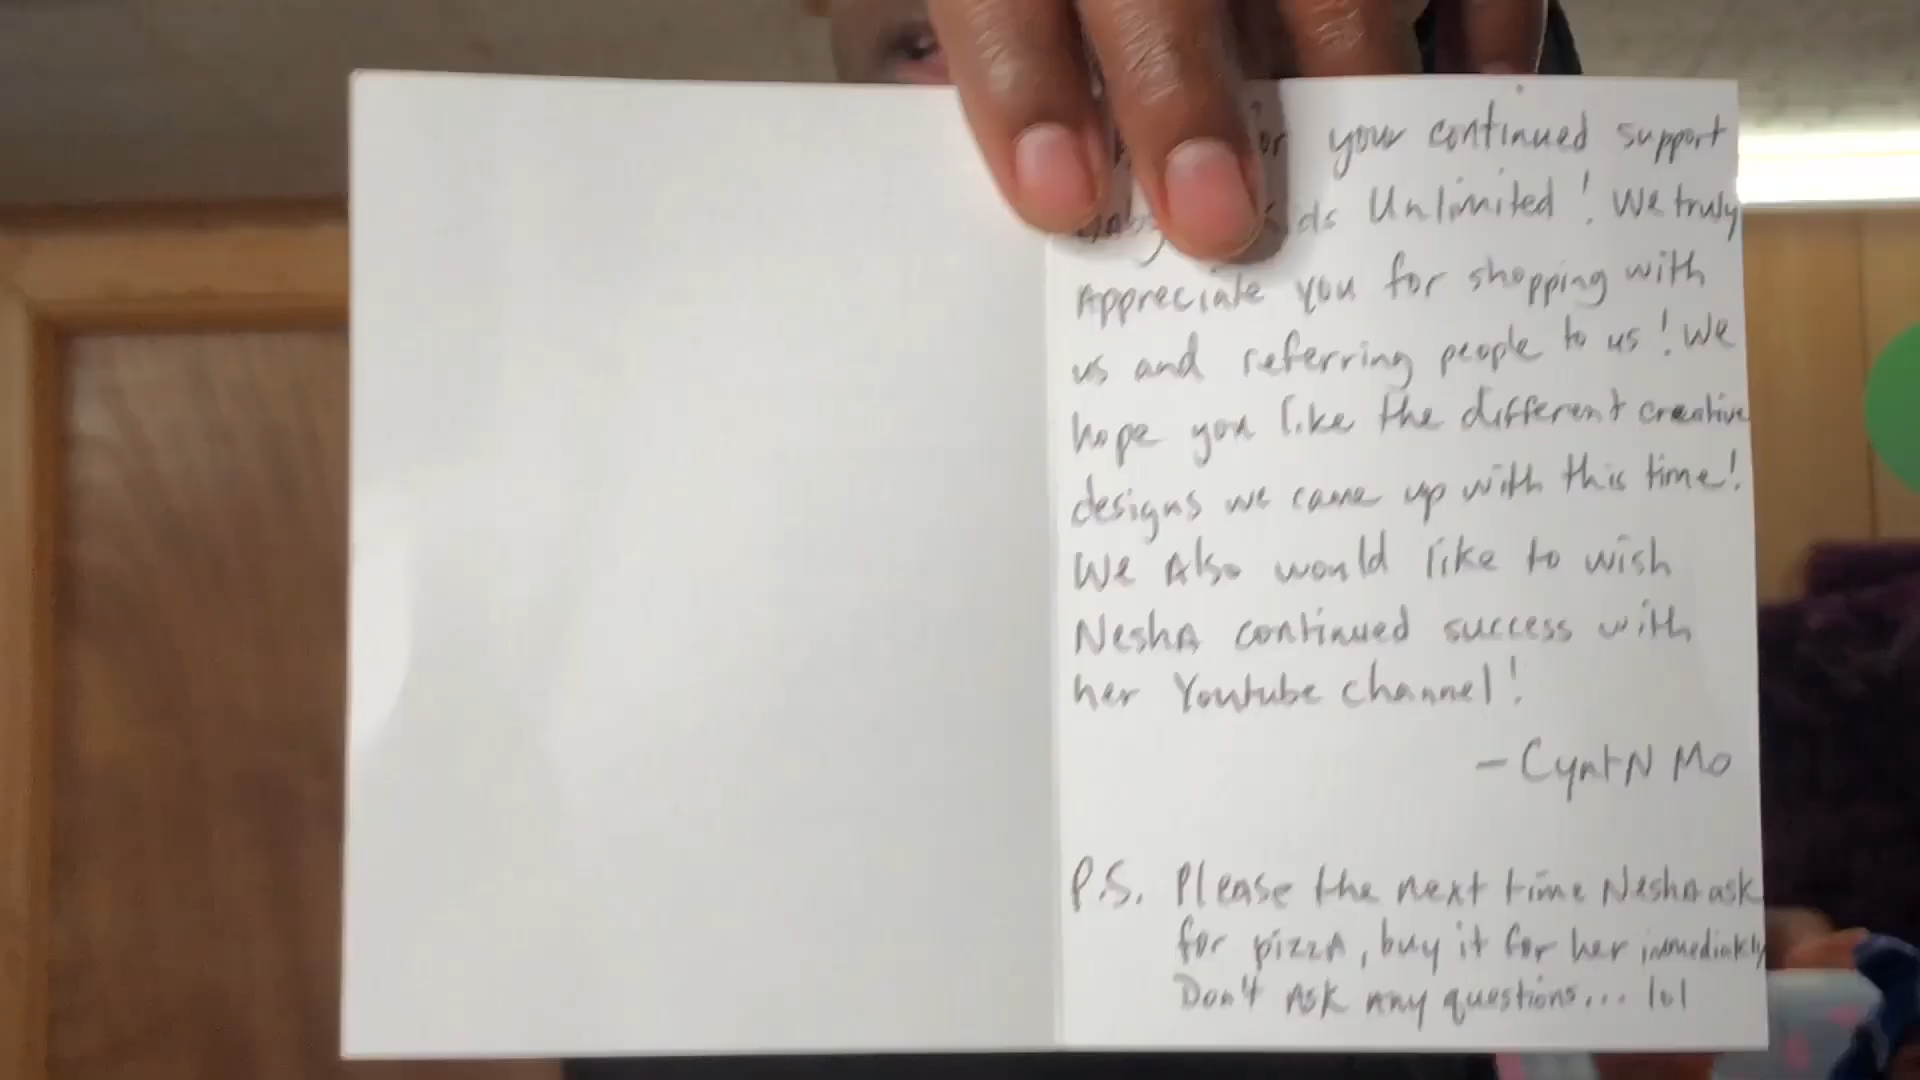 for your continued support
Unlimited! We truly
Appreciate you for shopping with
us and referring people to us! We
hope you like the different creative
designs we came up with this time!
We Also would like to wish
NeshA continued success with
her Youtube channel!
- Cynt N Mo
P.S. Please the next time NeshA ask
for pizzA, buy it for her immediately
Don't Ask Any questions... lol